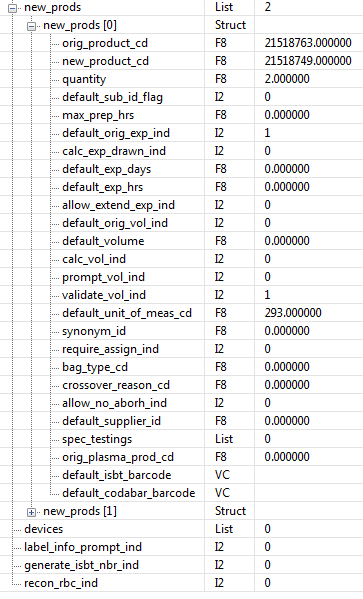 new_prods List 2
new_prods [0] Struct
orig_product_cd F8 21518763.000000
new_product_cd F8 21518749.000000
quantity F8 2.000000
default_sub_id_flag I2 0
max_prep_hrs F8 0.000000
default_orig_exp_ind I2 1
calc_exp_drawn_ind I2 0
default_exp_days F8 0.000000
default_exp_hrs F8 0.000000
allow_extend_exp_ind I2 0
default_orig_vol_ind I2 0
default_volume F8 0.000000
calc_vol_ind I2 0
prompt_vol_ind I2 0
validate_vol_ind I2 1
default_unit_of_meas_cd F8 293.000000
synonym_id F8 0.000000
require_assign_ind I2 0
bag_type_cd F8 0.000000
crossover_reason_cd F8 0.000000
allow_no_aborh_ind I2 0
default_supplier_id F8 0.000000
spec_testings List 0
orig_plasma_prod_cd F8 0.000000
default_isbt_barcode VC
default_codabar_barcode VC
new_prods [1] Struct
devices List 0
label_info_prompt_ind I2 0
generate_isbt_nbr_ind I2 0
recon_rbc_ind I2 0